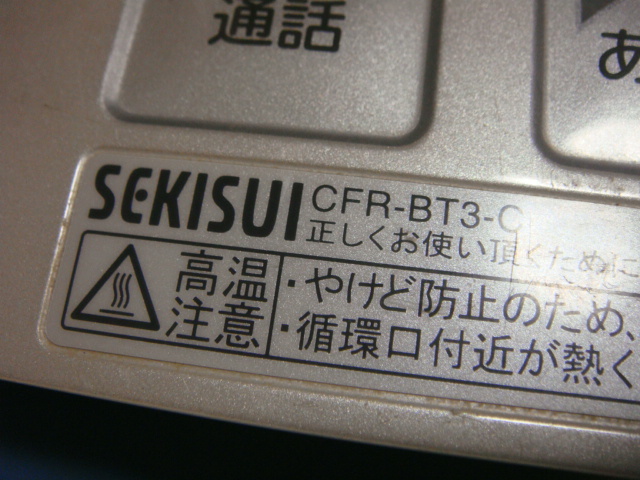 通話
あ
SEKISUI CFR-BT3-C
正しくお使い頂くために
高温
注意
・やけど防止のため、
・循環口付近が熱く